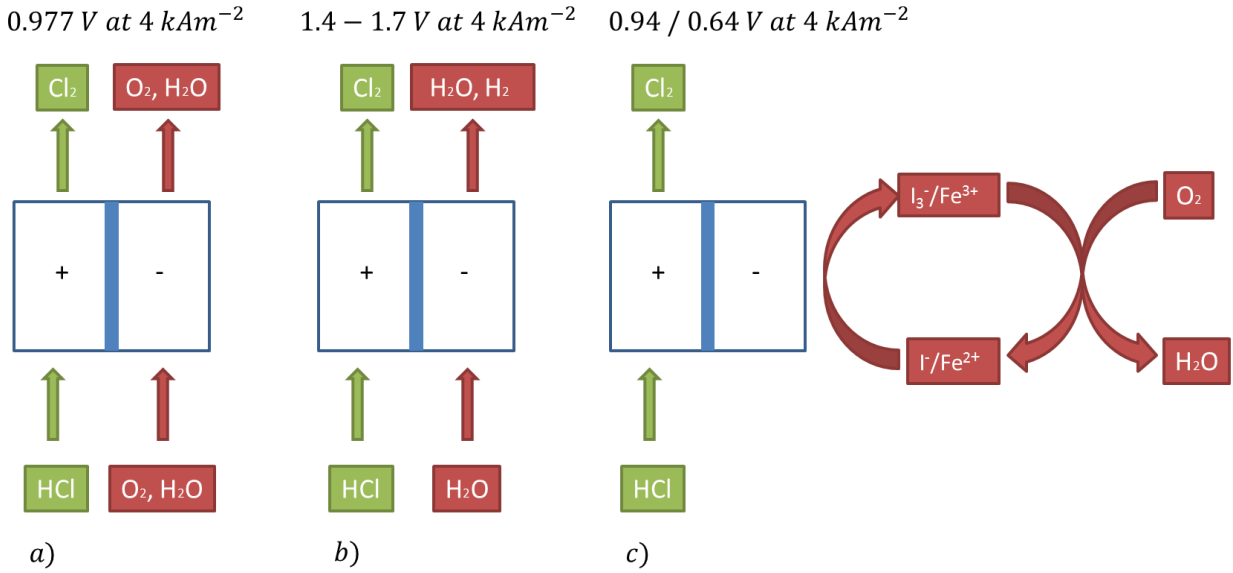 0.977 V at 4 kAm⁻²
1.4 − 1.7 V at 4 kAm⁻²
0.94 / 0.64 V at 4 kAm⁻²
Cl₂
O₂, H₂O
Cl₂
H₂O, H₂
Cl₂
I₃⁻/Fe³⁺
O₂
+
-
+
-
+
-
I⁻/Fe²⁺
H₂O
HCl
O₂, H₂O
HCl
H₂O
HCl
a)
b)
c)